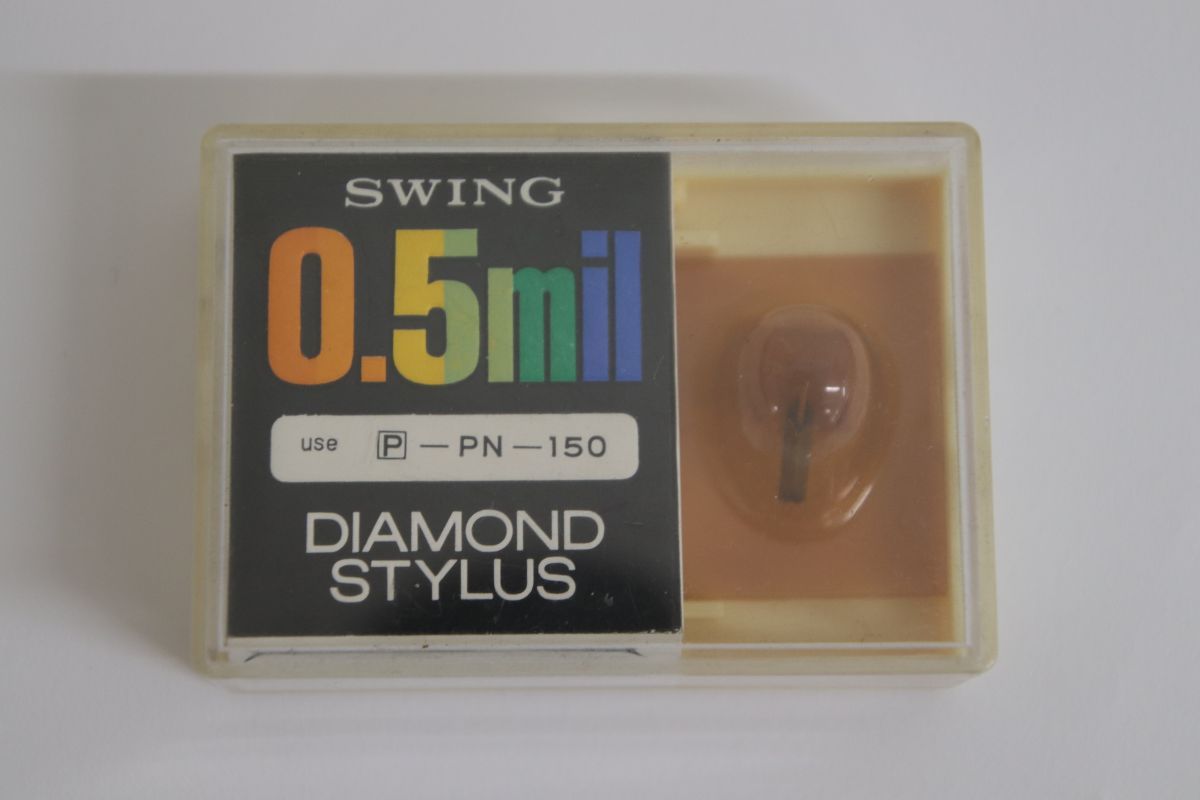 SWING
0.5mil
use P—PN—150
DIAMOND
STYLUS